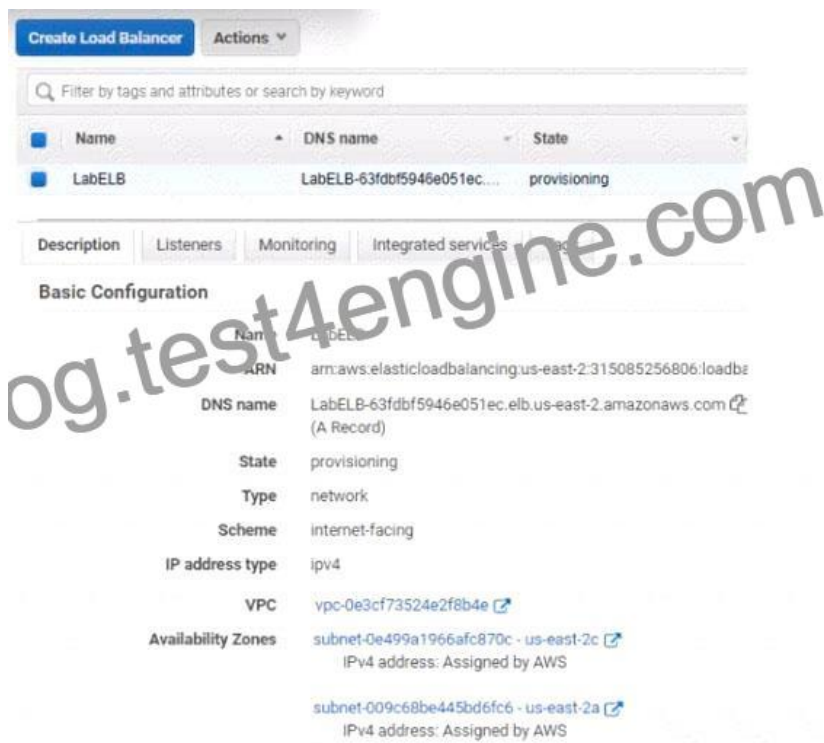 Create Load Balancer Actions
Filter by tags and attributes or search by keyword
Name DNS name State
LabELB LabELB-63fdbf5946e051ec.... provisioning
Description Listeners Monitoring Integrated services
Basic Configuration
Name LabELB
ARN arn:aws:elasticloadbalancing:us-east-2:315085256806:loadba
DNS name LabELB-63fdbf5946e051ec.elb.us-east-2.amazonaws.com
(A Record)
State provisioning
Type network
Scheme internet-facing
IP address type ipv4
VPC vpc-0e3cf73524e2f8b4e
Availability Zones subnet-0e499a1966afc870c - us-east-2c
IPv4 address: Assigned by AWS
subnet-009c68be445bd6fc6 - us-east-2a
IPv4 address: Assigned by AWS
og.test4engine.com